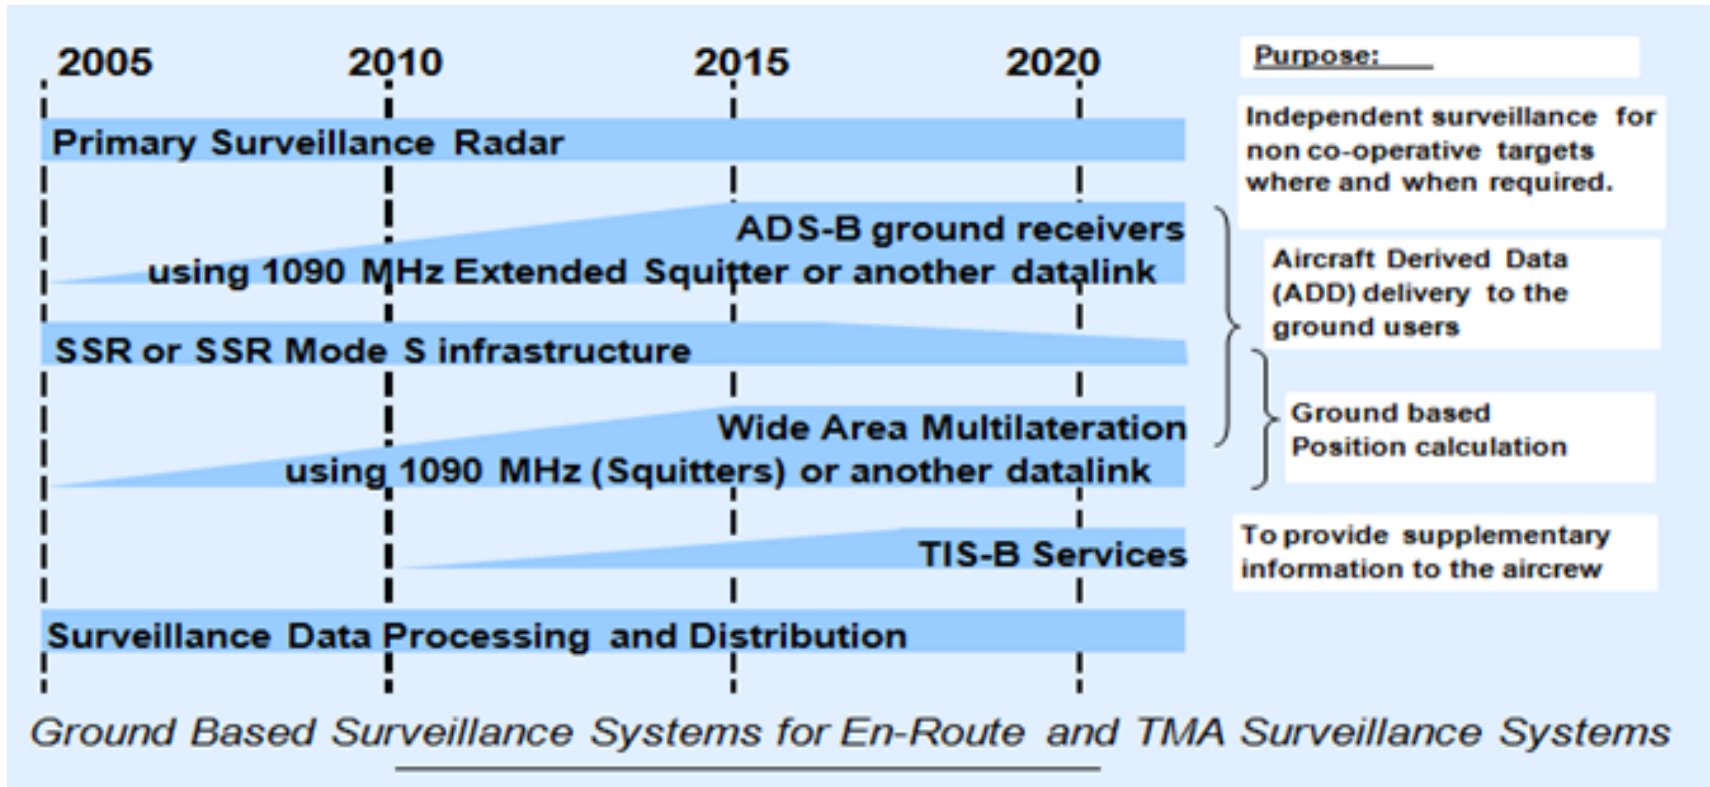 2005 2010 2015 2020
Purpose:
Primary Surveillance Radar
Independent surveillance for
non co-operative targets
where and when required.
ADS-B ground receivers
using 1090 MHz Extended Squitter or another datalink
Aircraft Derived Data
(ADD) delivery to the
ground users
SSR or SSR Mode S infrastructure
Wide Area Multilateration
using 1090 MHz (Squitters) or another datalink
Ground based
Position calculation
TIS-B Services
To provide supplementary
information to the aircrew
Surveillance Data Processing and Distribution
Ground Based Surveillance Systems for En-Route and TMA Surveillance Systems